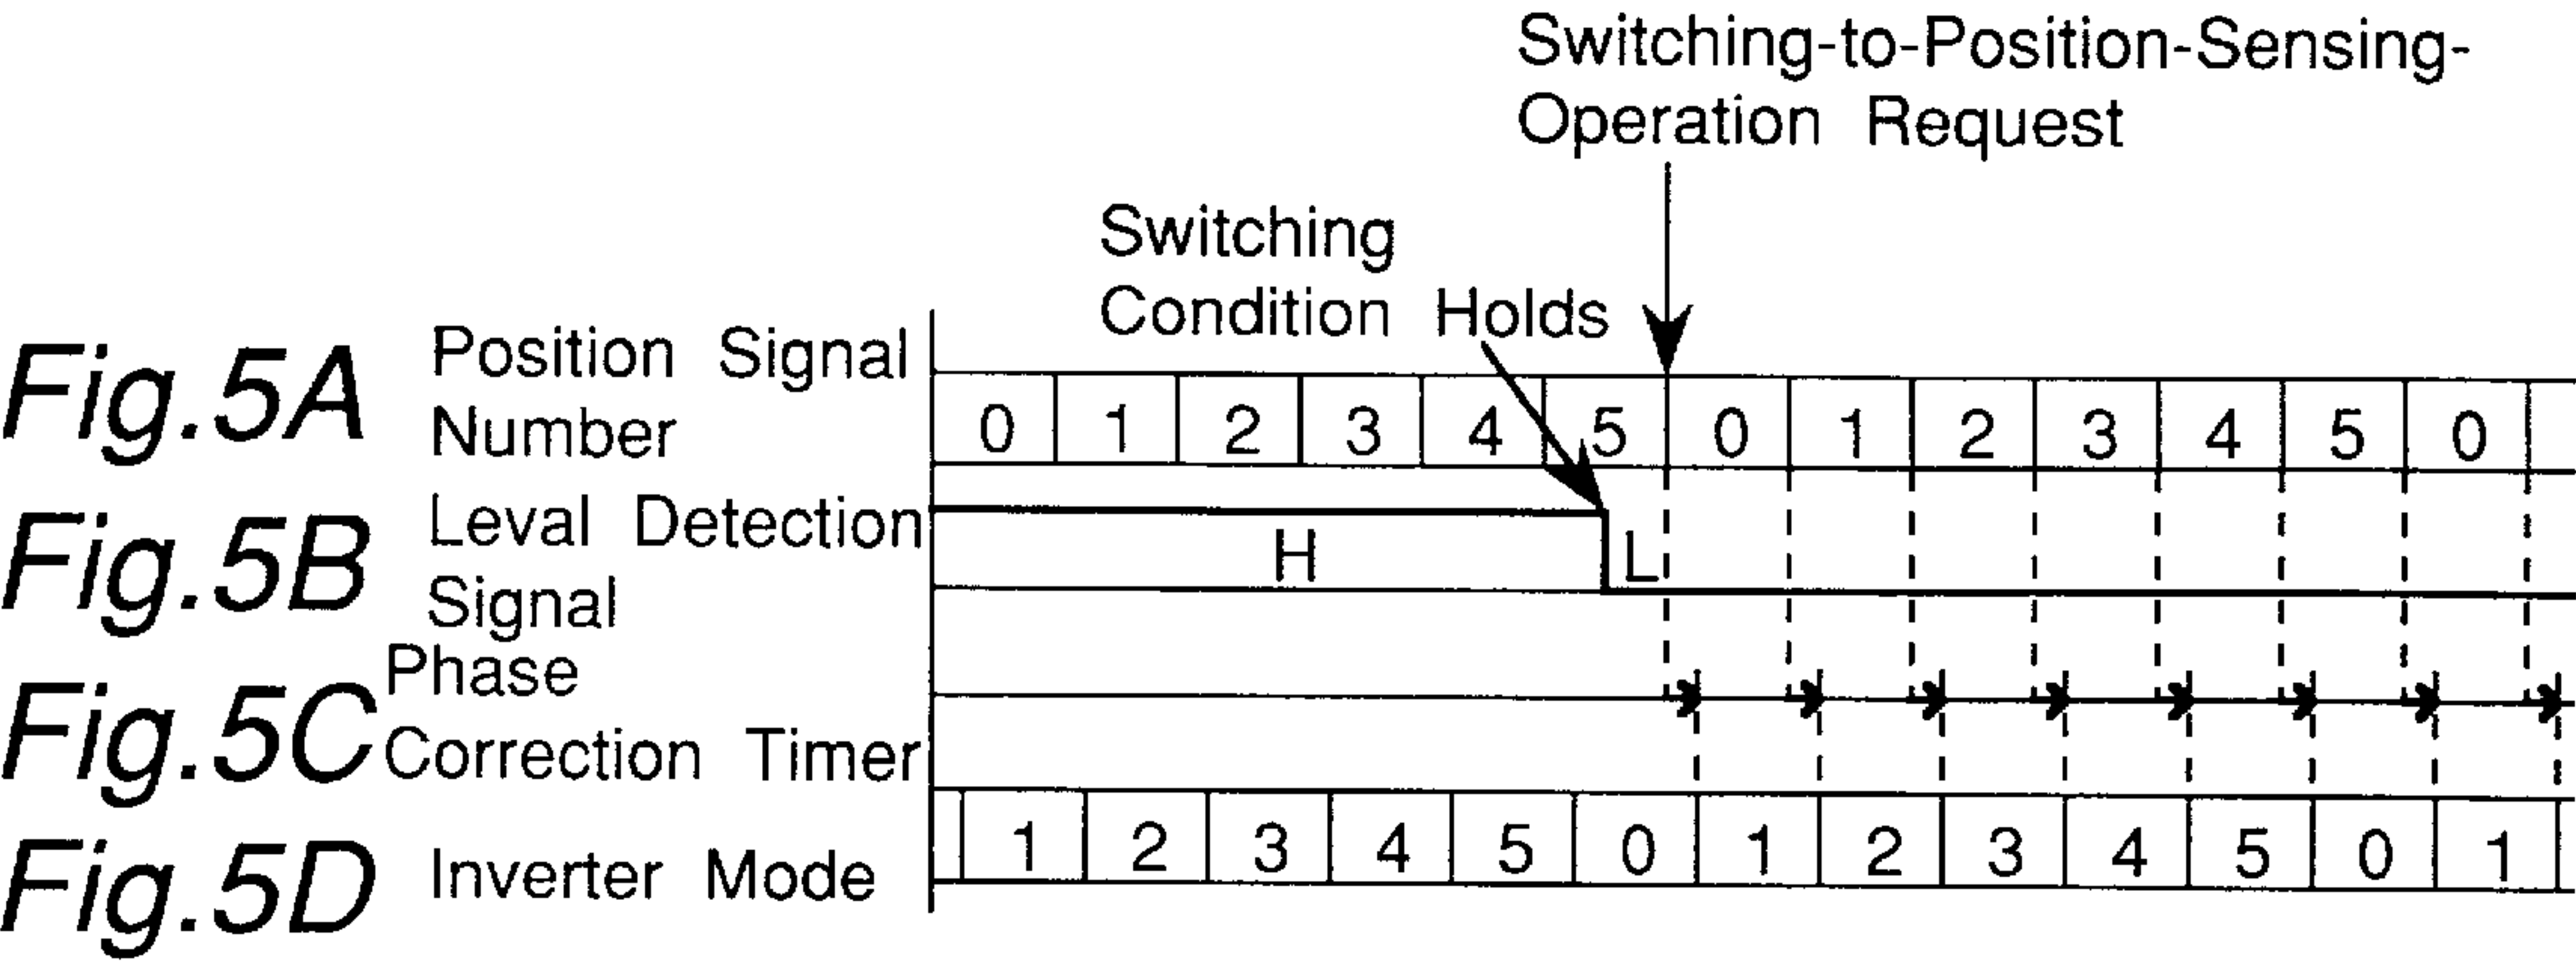 Switching-to-Position-Sensing-
Operation Request
Switching
Condition Holds
Fig.5A Position Signal
Number
0 1 2 3 4 5 0 1 2 3 4 5 0
Fig.5B Leval Detection
Signal
H L
Fig.5C Phase
Correction Timer
Fig.5D Inverter Mode
1 2 3 4 5 0 1 2 3 4 5 0 1